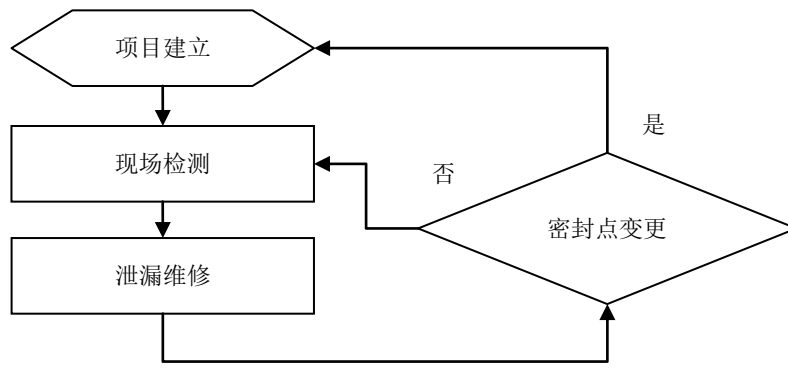 项目建立
是
现场检测
否
密封点变更
泄漏维修